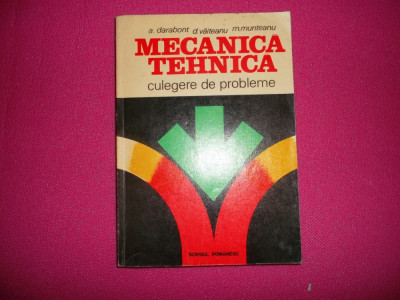 a. darabont d. văiteanu m. munteanu
MECANICA
TEHNICA
culegere de probleme
SCRISUL ROMÂNESC